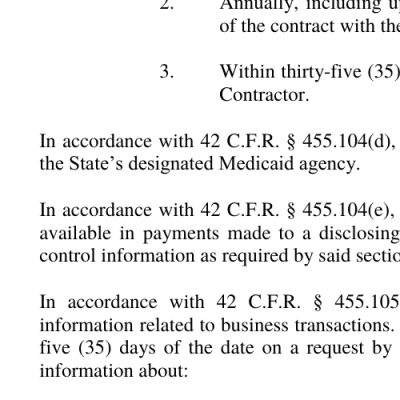 2. Annually, including
of the contract with the
3. Within thirty-five (35)
Contractor.
In accordance with 42 C.F.R. § 455.104(d),
the State’s designated Medicaid agency.
In accordance with 42 C.F.R. § 455.104(e),
available in payments made to a disclosing
control information as required by said
In accordance with 42 C.F.R. § 455.105
information related to business transactions.
five (35) days of the date on a request by
information about: